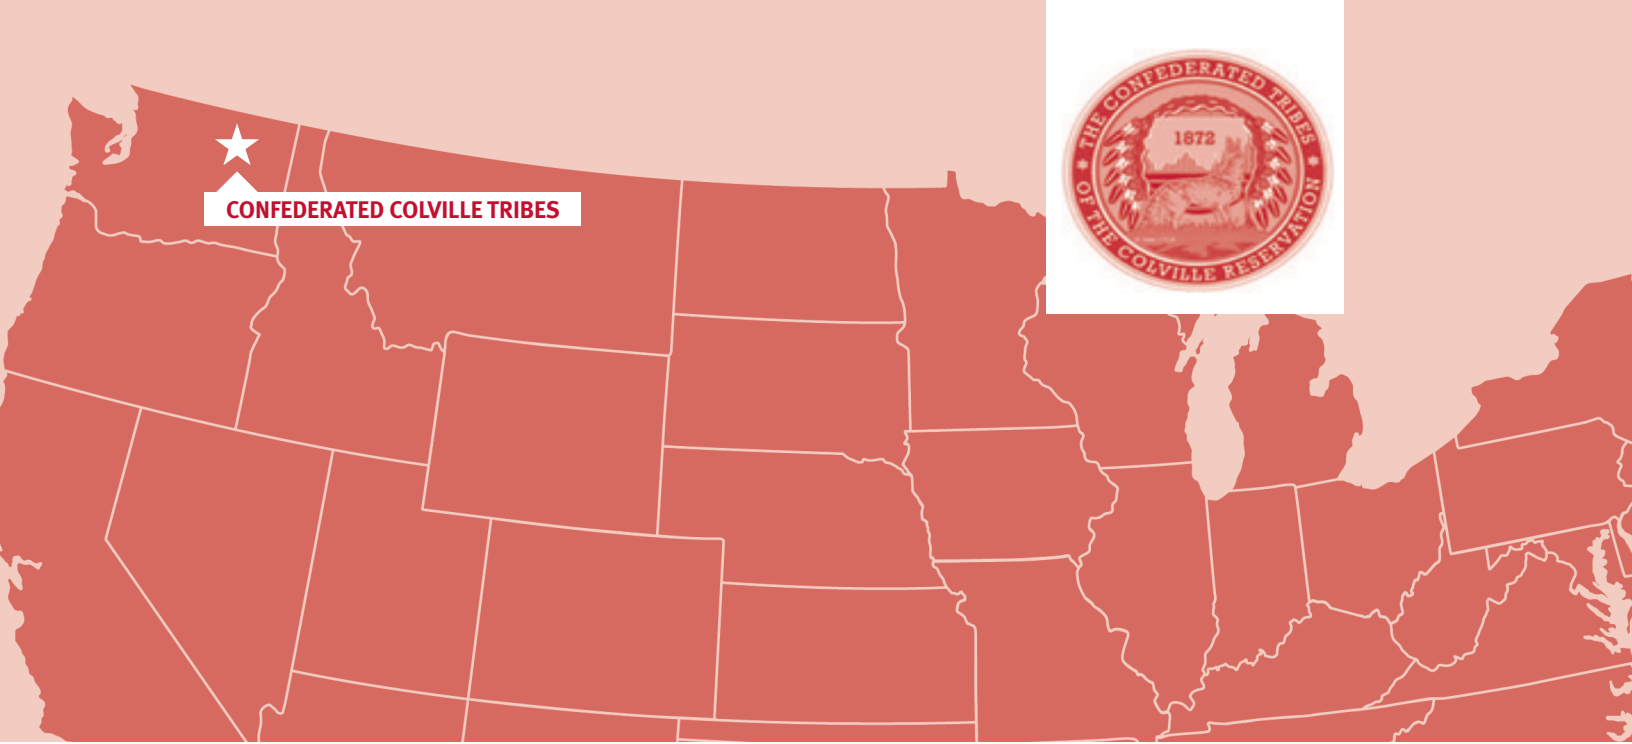 CONFEDERATED COLVILLE TRIBES
THE CONFEDERATED TRIBES
1872
OF THE COLVILLE RESERVATION